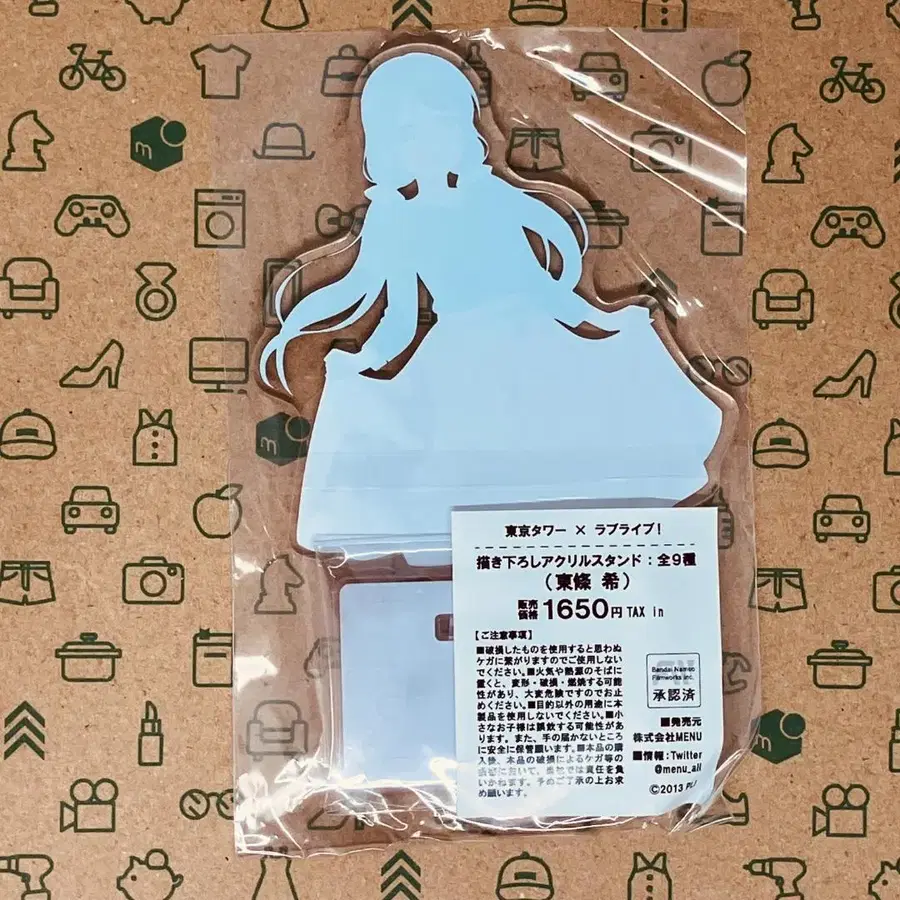 東京タワー × ラブライブ!
描き下ろしアクリルスタンド:全9種
(東條 希)
販売価格 1650円 TAX in
【ご注意事項】
■破損したものを使用すると思わぬ
ケガに繋がりますのでご使用しない
でください。■火気や熱源のそばに
置くと、変形・破損・燃焼する可能
性があり、大変危険ですのでお止
めください。■目的以外の用途に本
製品を使用しないでください。■小
さなお子様は誤飲する可能性があり
ます。また、手の届かないところ
に安全に保管願います。■本品の購
入後、本品の破損によるケガ等の
責任を負
いかねます。予めご了承の上お求
め願います。
Bandai Namco
Filmworks Inc.
承認済
■発売元
株式会社MENU
■情報:Twitter
@menu_all
©2013 PL!
m
m
m